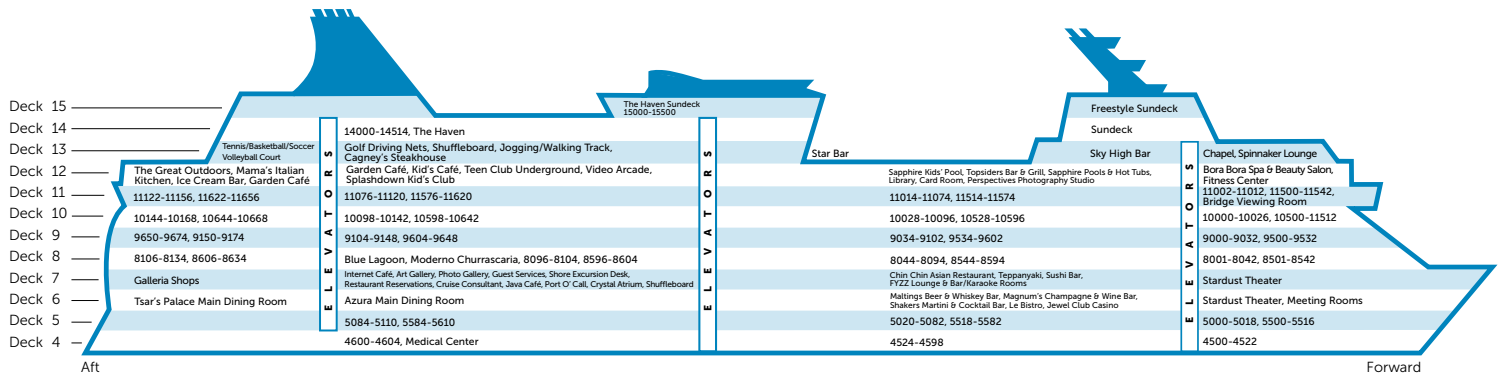 Deck 15
The Haven Sundeck
15000-15500
Freestyle Sundeck
Deck 14
14000-14514, The Haven
Sundeck
Deck 13
Tennis/Basketball/Soccer
Volleyball Court
Golf Driving Nets, Shuffleboard, Jogging/Walking Track,
Cagney's Steakhouse
Star Bar
Sky High Bar
Chapel, Spinnaker Lounge
Deck 12
The Great Outdoors, Mama's Italian
Kitchen, Ice Cream Bar, Garden Café
Garden Café, Kid's Café, Teen Club Underground, Video Arcade,
Splashdown Kid's Club
Sapphire Kids' Pool, Topsiders Bar & Grill, Sapphire Pools & Hot Tubs,
Library, Card Room, Perspectives Photography Studio
Bora Bora Spa & Beauty Salon,
Fitness Center
Deck 11
11122-11156, 11622-11656
11076-11120, 11576-11620
11014-11074, 11514-11574
11002-11012, 11500-11542,
Bridge Viewing Room
Deck 10
10144-10168, 10644-10668
10098-10142, 10598-10642
10028-10096, 10528-10596
10000-10026, 10500-11512
Deck 9
9650-9674, 9150-9174
9104-9148, 9604-9648
9034-9102, 9534-9602
9000-9032, 9500-9532
Deck 8
8106-8134, 8606-8634
Blue Lagoon, Moderno Churrascaria, 8096-8104, 8596-8604
8044-8094, 8544-8594
8001-8042, 8501-8542
Deck 7
Galleria Shops
Internet Café, Art Gallery, Photo Gallery, Guest Services, Shore Excursion Desk,
Restaurant Reservations, Cruise Consultant, Java Café, Port O' Call, Crystal Atrium, Shuffleboard
Chin Chin Asian Restaurant, Teppanyaki, Sushi Bar,
FYZZ Lounge & Bar/Karaoke Rooms
Stardust Theater
Deck 6
Tsar's Palace Main Dining Room
Azura Main Dining Room
Maltings Beer & Whiskey Bar, Magnum's Champagne & Wine Bar,
Shakers Martini & Cocktail Bar, Le Bistro, Jewel Club Casino
Stardust Theater, Meeting Rooms
Deck 5
5084-5110, 5584-5610
5020-5082, 5518-5582
5000-5018, 5500-5516
Deck 4
4600-4604, Medical Center
4524-4598
4500-4522
ELEVATORS
ELEVATORS
ELEVATORS
Aft
Forward